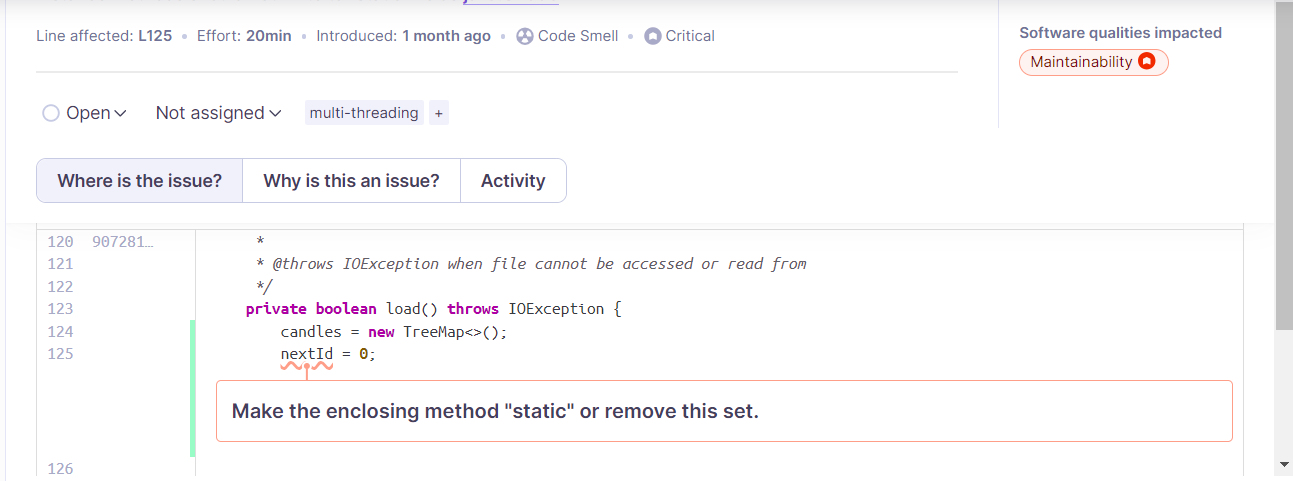 Line affected: L125 • Effort: 20min • Introduced: 1 month ago • Code Smell • Critical
Software qualities impacted
Maintainability
Open Not assigned multi-threading +
Where is the issue? Why is this an issue? Activity
120 907281… *
121 * @throws IOException when file cannot be accessed or read from
122 */
123 private boolean load() throws IOException {
124 candles = new TreeMap<>();
125 nextId = 0;
Make the enclosing method "static" or remove this set.
126